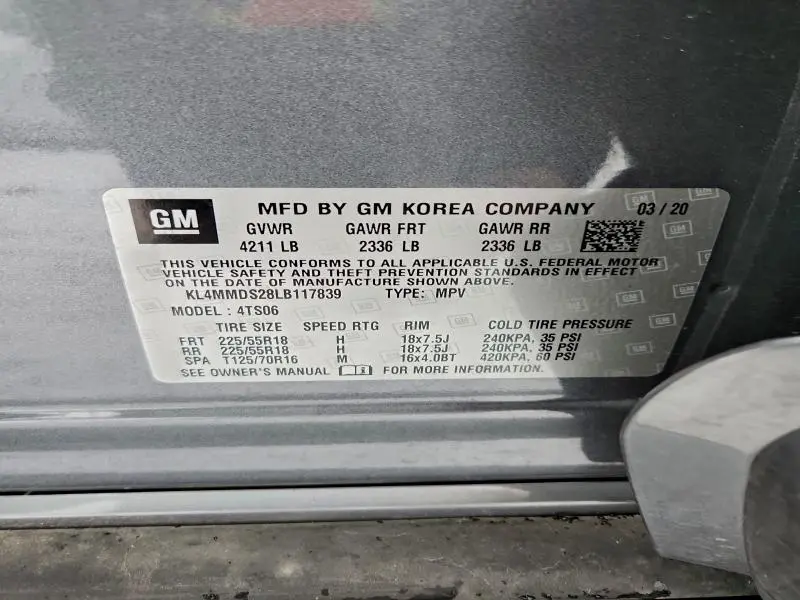 GM
MFD BY GM KOREA COMPANY 03 / 20
GVWR GAWR FRT GAWR RR
4211 LB 2336 LB 2336 LB
THIS VEHICLE CONFORMS TO ALL APPLICABLE U.S. FEDERAL MOTOR
VEHICLE SAFETY AND THEFT PREVENTION STANDARDS IN EFFECT
ON THE DATE OF MANUFACTURE SHOWN ABOVE.
KL4MMDS28LB117839 TYPE: MPV
MODEL : 4TS06
TIRE SIZE SPEED RTG RIM COLD TIRE PRESSURE
FRT 225/55R18 H 18x7.5J 240KPA, 35 PSI
RR 225/55R18 H 18x7.5J 240KPA, 35 PSI
SPA T125/70R16 M 16x4.0BT 420KPA, 60 PSI
SEE OWNER'S MANUAL FOR MORE INFORMATION.